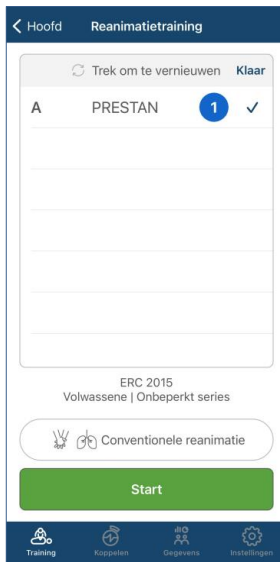 Hoofd Reanimatietraining
Trek om te vernieuwen Klaar
A PRESTAN 1
ERC 2015
Volwassene | Onbeperkt series
Conventionele reanimatie
Start
Training Koppelen Gegevens Instellingen